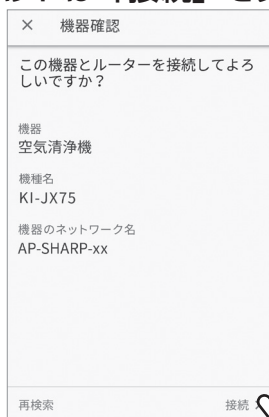 × 機器確認
この機器とルーターを接続してよろ
しいですか？
機器
空気清浄機
機種名
KI-JX75
機器のネットワーク名
AP-SHARP-xx
再検索 接続